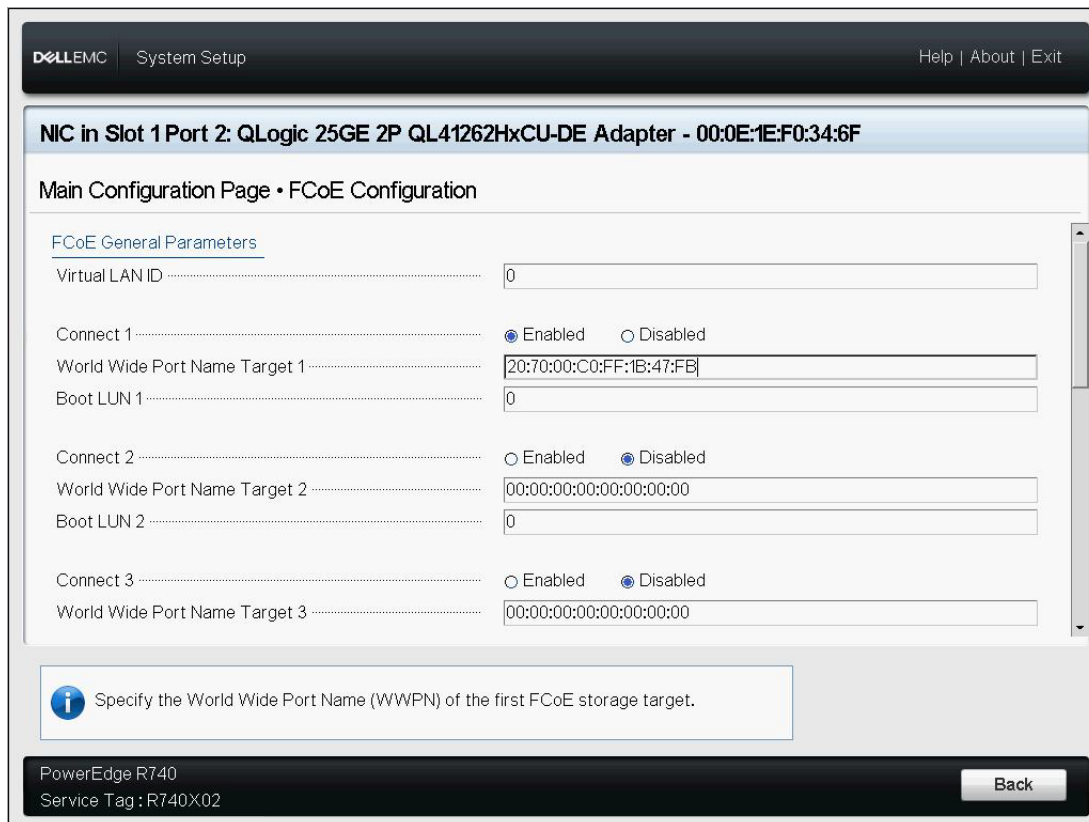 DELLEMC System Setup Help | About | Exit
NIC in Slot 1 Port 2: QLogic 25GE 2P QL41262HxCU-DE Adapter - 00:0E:1E:F0:34:6F
Main Configuration Page • FCoE Configuration
FCoE General Parameters
Virtual LAN ID 0
Connect 1 Enabled Disabled
World Wide Port Name Target 1 20:70:00:C0:FF:1B:47:FB
Boot LUN 1 0
Connect 2 Enabled Disabled
World Wide Port Name Target 2 00:00:00:00:00:00:00:00
Boot LUN 2 0
Connect 3 Enabled Disabled
World Wide Port Name Target 3 00:00:00:00:00:00:00:00
Specify the World Wide Port Name (WWPN) of the first FCoE storage target.
PowerEdge R740
Service Tag : R740X02
Back